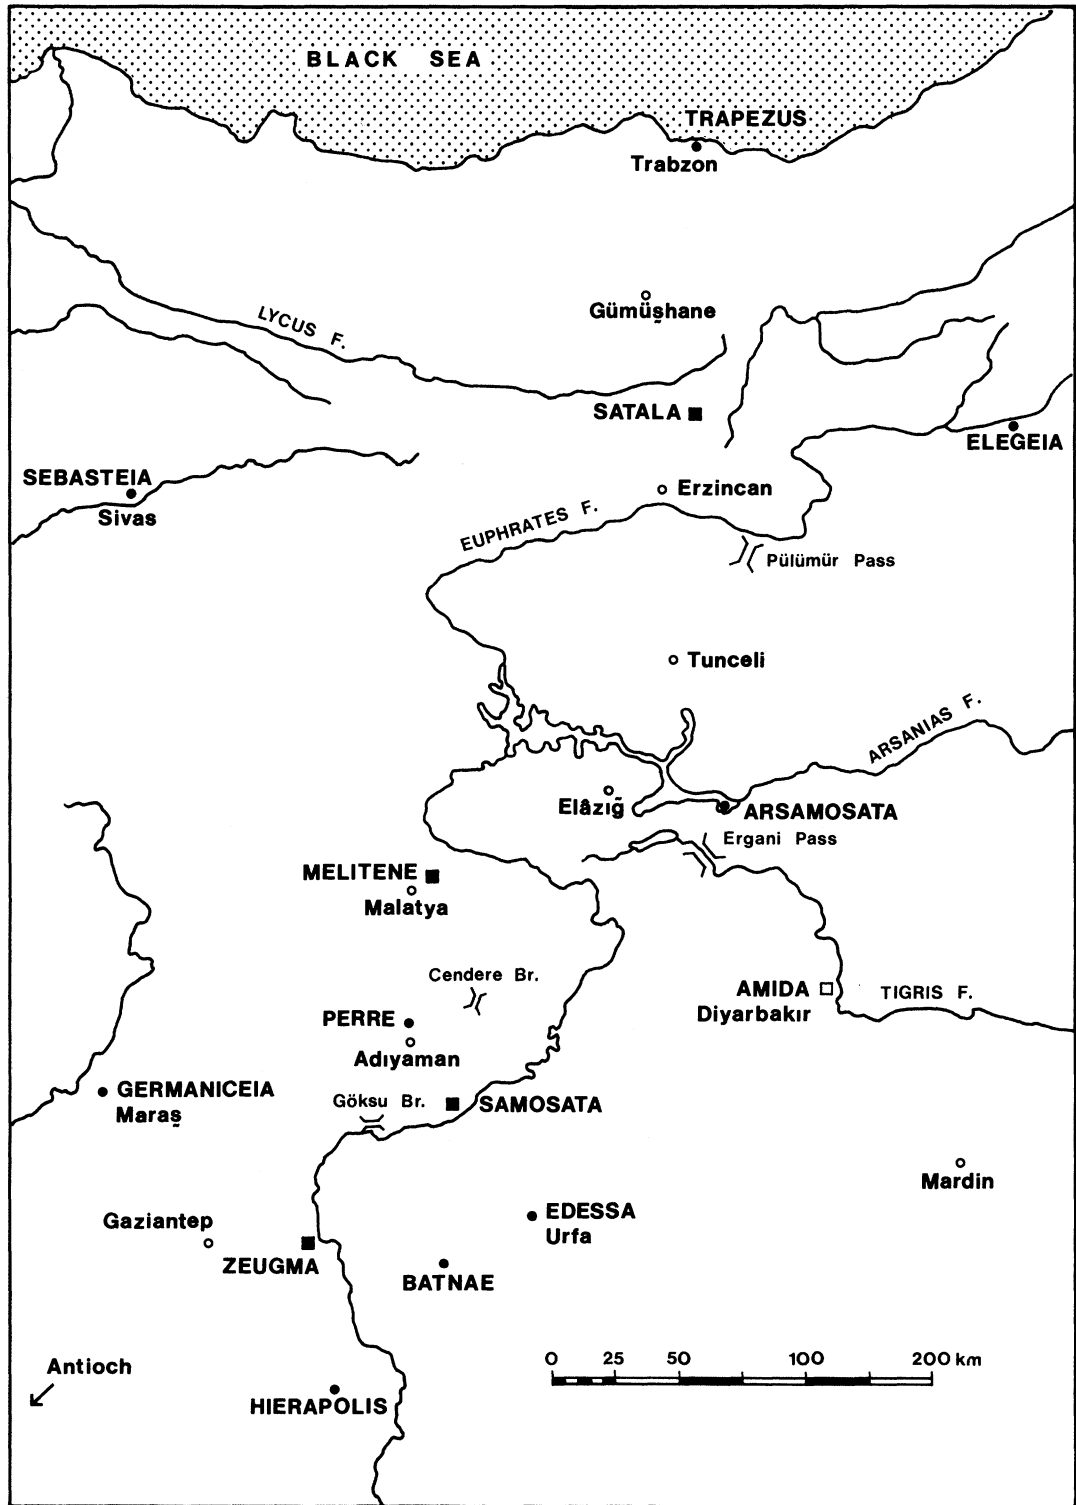 BLACK SEA
TRAPEZUS
Trabzon
Gümüşhane
LYCUS F.
SATALA
ELEGEIA
SEBASTEIA
Sivas
Erzincan
EUPHRATES F.
Pülümür Pass
Tunceli
ARSANIAS F.
Elâzığ
ARSAMOSATA
Ergani Pass
MELITENE
Malatya
Cendere Br.
AMIDA
Diyarbakır
TIGRIS F.
PERRE
Adıyaman
GERMANICEIA
Maraş
Göksu Br.
SAMOSATA
Mardin
Gaziantep
EDESSA
Urfa
ZEUGMA
BATNAE
0 25 50 100 200 km
Antioch
HIERAPOLIS